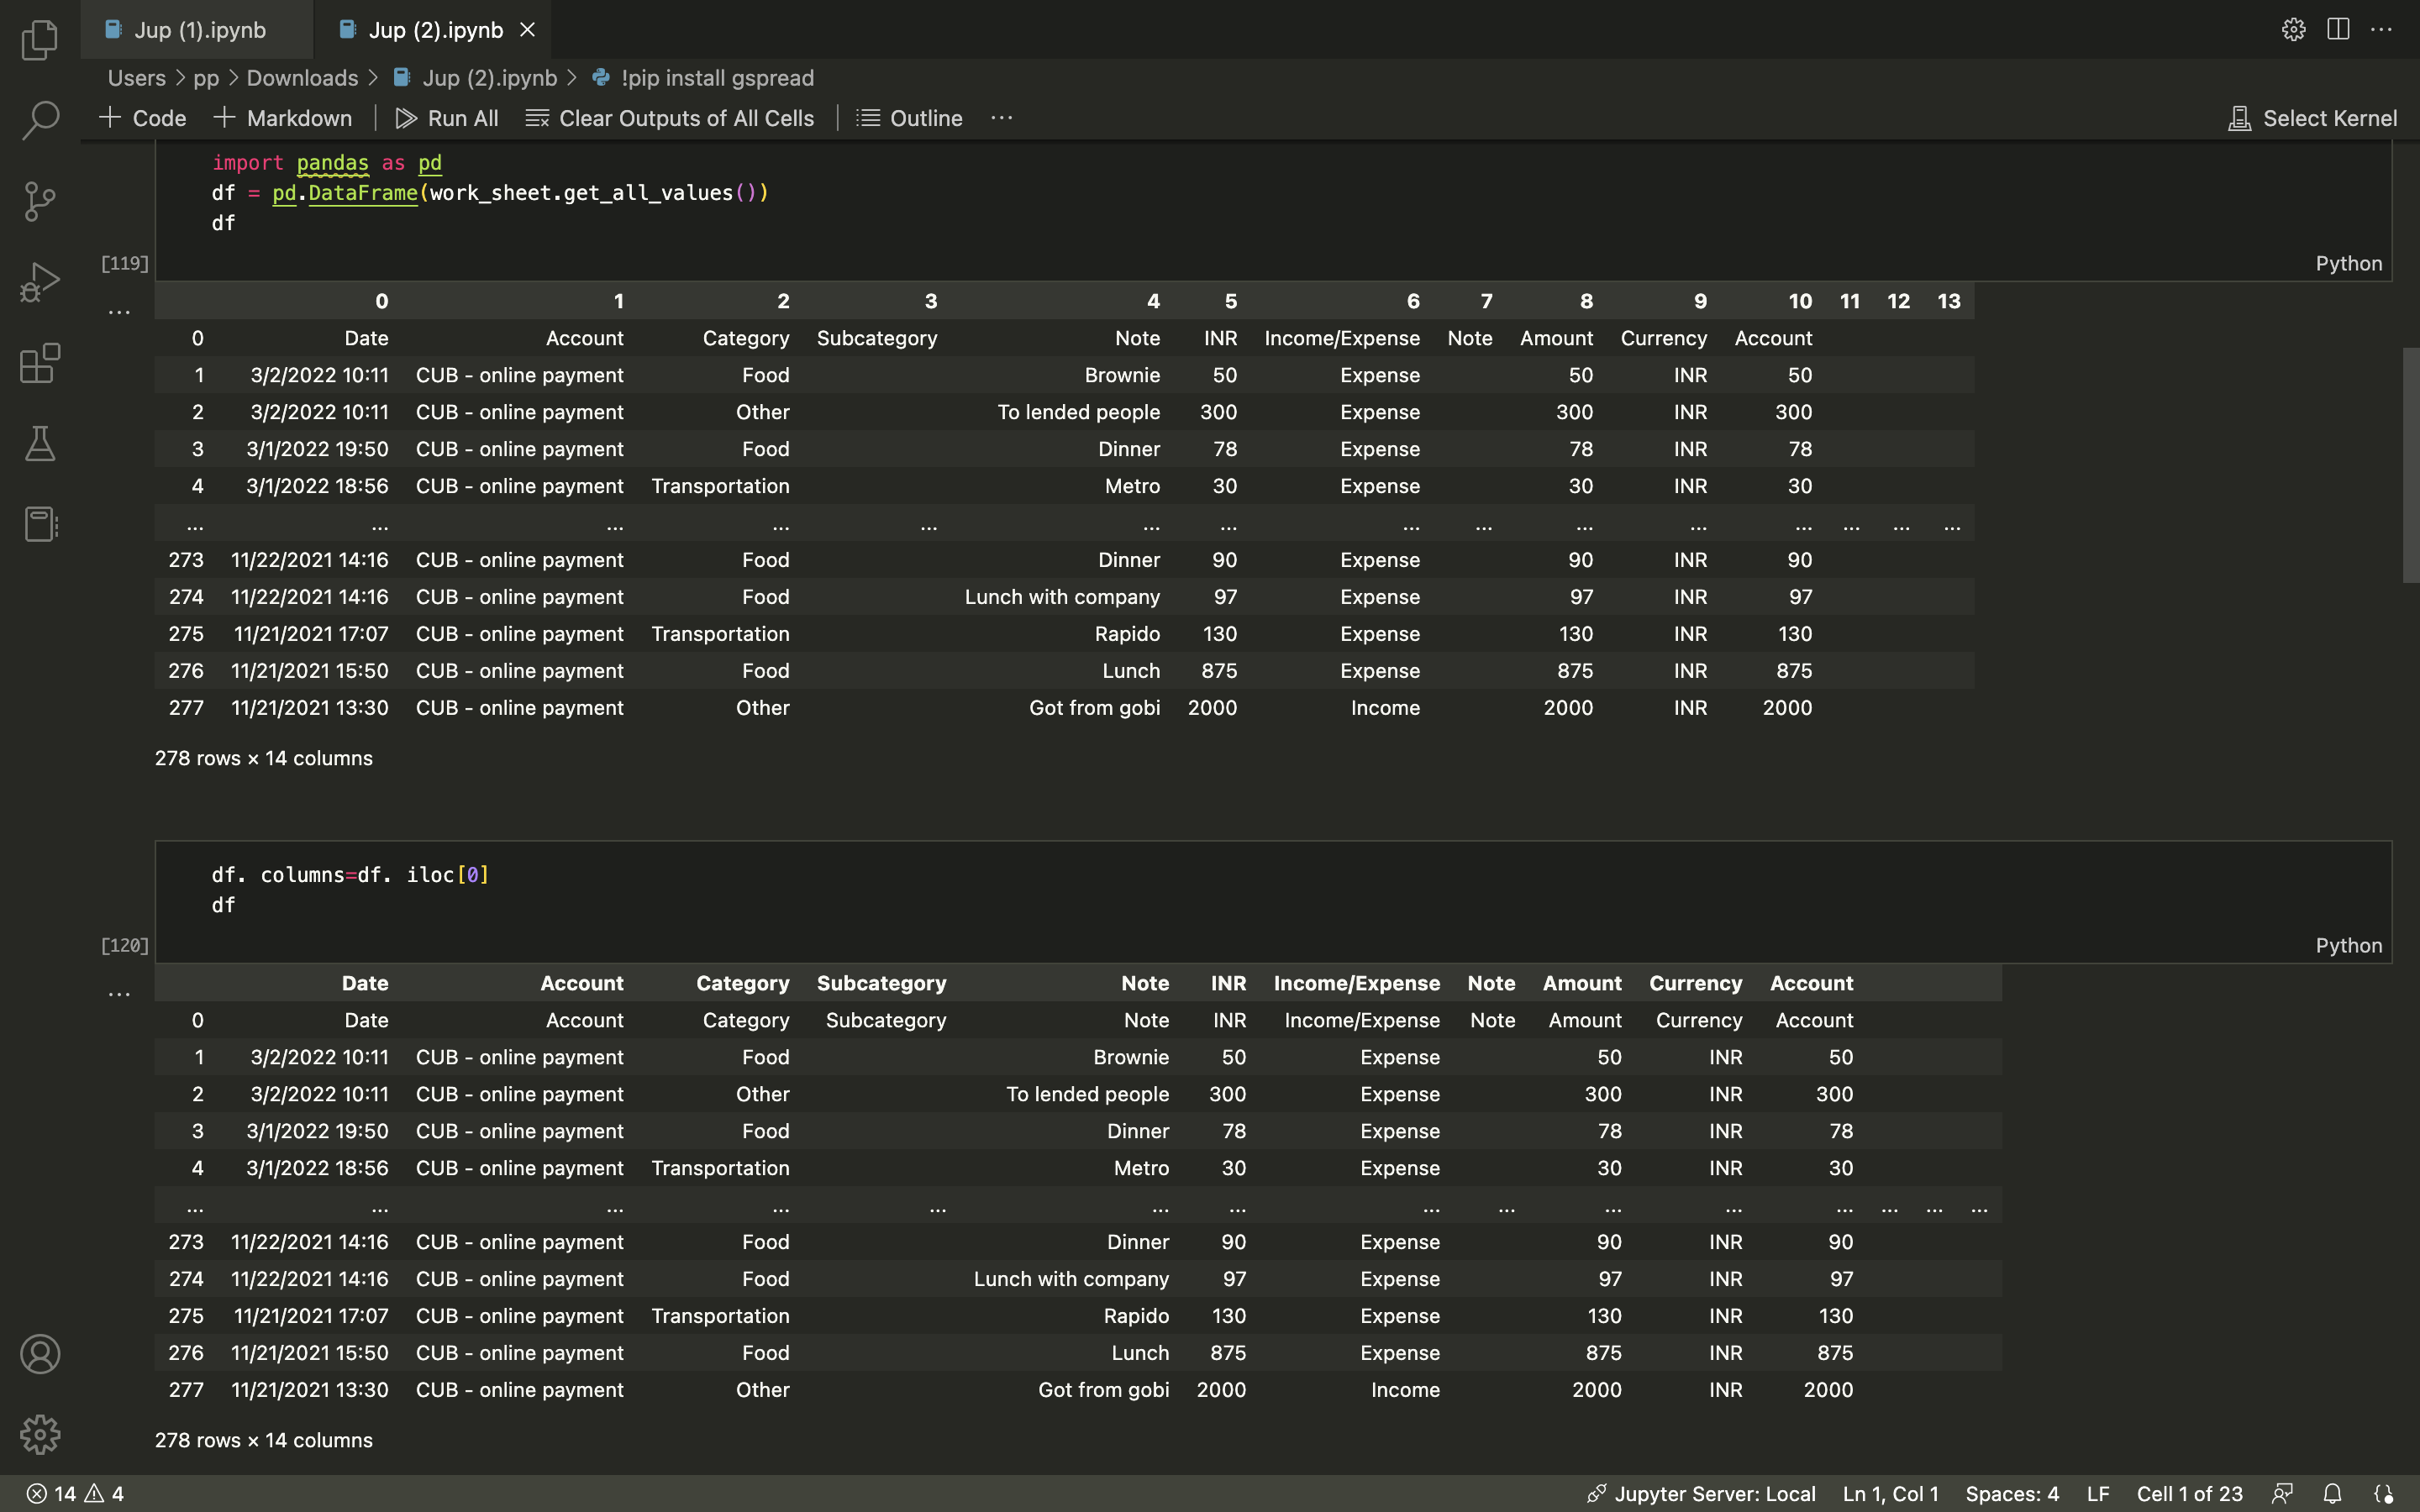 Jup (1).ipynb Jup (2).ipynb
Users > pp > Downloads > Jup (2).ipynb > !pip install gspread
+ Code + Markdown | Run All Clear Outputs of All Cells | Outline ... Select Kernel
import pandas as pd
df = pd.DataFrame(work_sheet.get_all_values())
df
[119] Python
...
0 1 2 3 4 5 6 7 8 9 10 11 12 13
0 Date Account Category Subcategory Note INR Income/Expense Note Amount Currency Account
1 3/2/2022 10:11 CUB - online payment Food Brownie 50 Expense 50 INR 50
2 3/2/2022 10:11 CUB - online payment Other To lended people 300 Expense 300 INR 300
3 3/1/2022 19:50 CUB - online payment Food Dinner 78 Expense 78 INR 78
4 3/1/2022 18:56 CUB - online payment Transportation Metro 30 Expense 30 INR 30
... ... ... ... ... ... ... ... ... ... ... ... ... ... ...
273 11/22/2021 14:16 CUB - online payment Food Dinner 90 Expense 90 INR 90
274 11/22/2021 14:16 CUB - online payment Food Lunch with company 97 Expense 97 INR 97
275 11/21/2021 17:07 CUB - online payment Transportation Rapido 130 Expense 130 INR 130
276 11/21/2021 15:50 CUB - online payment Food Lunch 875 Expense 875 INR 875
277 11/21/2021 13:30 CUB - online payment Other Got from gobi 2000 Income 2000 INR 2000
278 rows × 14 columns
df. columns=df. iloc[0]
df
[120] Python
...
Date Account Category Subcategory Note INR Income/Expense Note Amount Currency Account
0 Date Account Category Subcategory Note INR Income/Expense Note Amount Currency Account
1 3/2/2022 10:11 CUB - online payment Food Brownie 50 Expense 50 INR 50
2 3/2/2022 10:11 CUB - online payment Other To lended people 300 Expense 300 INR 300
3 3/1/2022 19:50 CUB - online payment Food Dinner 78 Expense 78 INR 78
4 3/1/2022 18:56 CUB - online payment Transportation Metro 30 Expense 30 INR 30
... ... ... ... ... ... ... ... ... ... ... ... ... ... ...
273 11/22/2021 14:16 CUB - online payment Food Dinner 90 Expense 90 INR 90
274 11/22/2021 14:16 CUB - online payment Food Lunch with company 97 Expense 97 INR 97
275 11/21/2021 17:07 CUB - online payment Transportation Rapido 130 Expense 130 INR 130
276 11/21/2021 15:50 CUB - online payment Food Lunch 875 Expense 875 INR 875
277 11/21/2021 13:30 CUB - online payment Other Got from gobi 2000 Income 2000 INR 2000
278 rows × 14 columns
14 4 Jupyter Server: Local Ln 1, Col 1 Spaces: 4 LF Cell 1 of 23